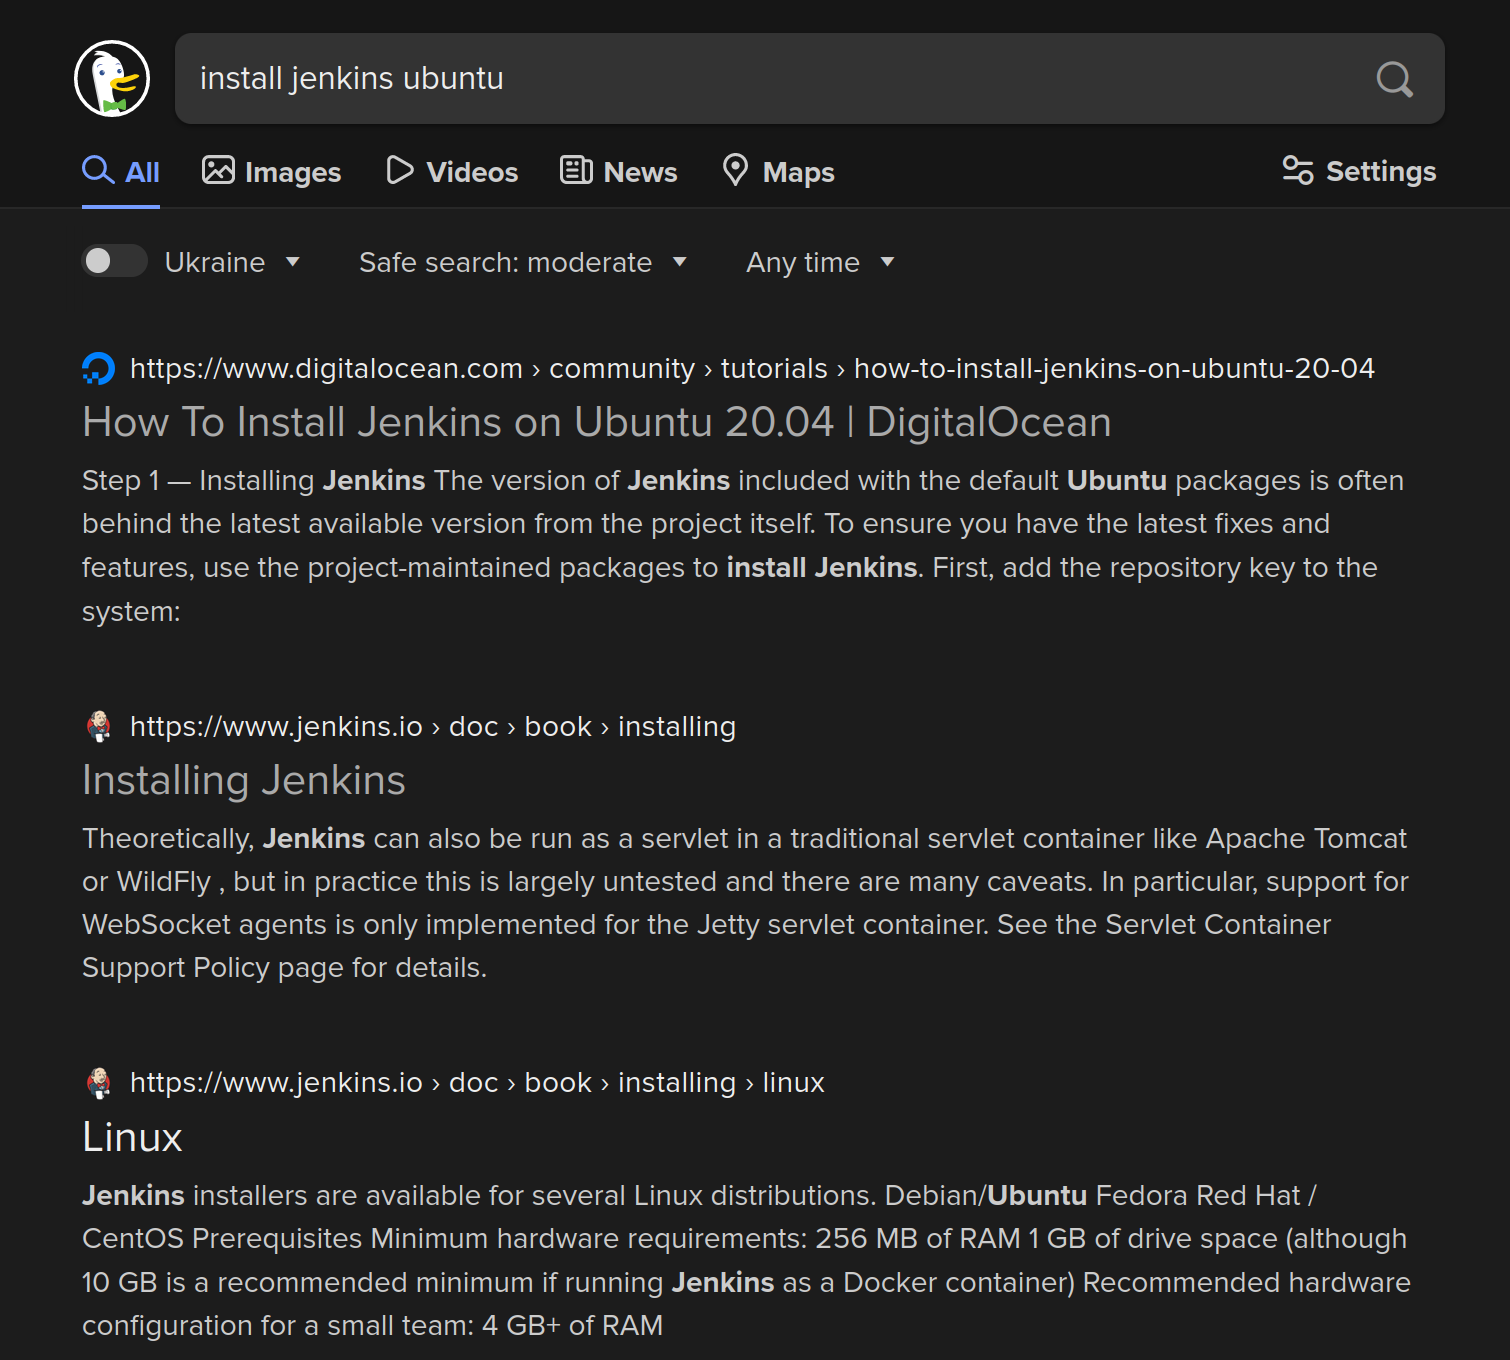 install jenkins ubuntu
All Images Videos News Maps Settings
Ukraine Safe search: moderate Any time
https://www.digitalocean.com › community › tutorials › how-to-install-jenkins-on-ubuntu-20-04
How To Install Jenkins on Ubuntu 20.04 | DigitalOcean
Step 1 — Installing Jenkins The version of Jenkins included with the default Ubuntu packages is often
behind the latest available version from the project itself. To ensure you have the latest fixes and
features, use the project-maintained packages to install Jenkins. First, add the repository key to the
system:
https://www.jenkins.io › doc › book › installing
Installing Jenkins
Theoretically, Jenkins can also be run as a servlet in a traditional servlet container like Apache Tomcat
or WildFly , but in practice this is largely untested and there are many caveats. In particular, support for
WebSocket agents is only implemented for the Jetty servlet container. See the Servlet Container
Support Policy page for details.
https://www.jenkins.io › doc › book › installing › linux
Linux
Jenkins installers are available for several Linux distributions. Debian/Ubuntu Fedora Red Hat /
CentOS Prerequisites Minimum hardware requirements: 256 MB of RAM 1 GB of drive space (although
10 GB is a recommended minimum if running Jenkins as a Docker container) Recommended hardware
configuration for a small team: 4 GB+ of RAM